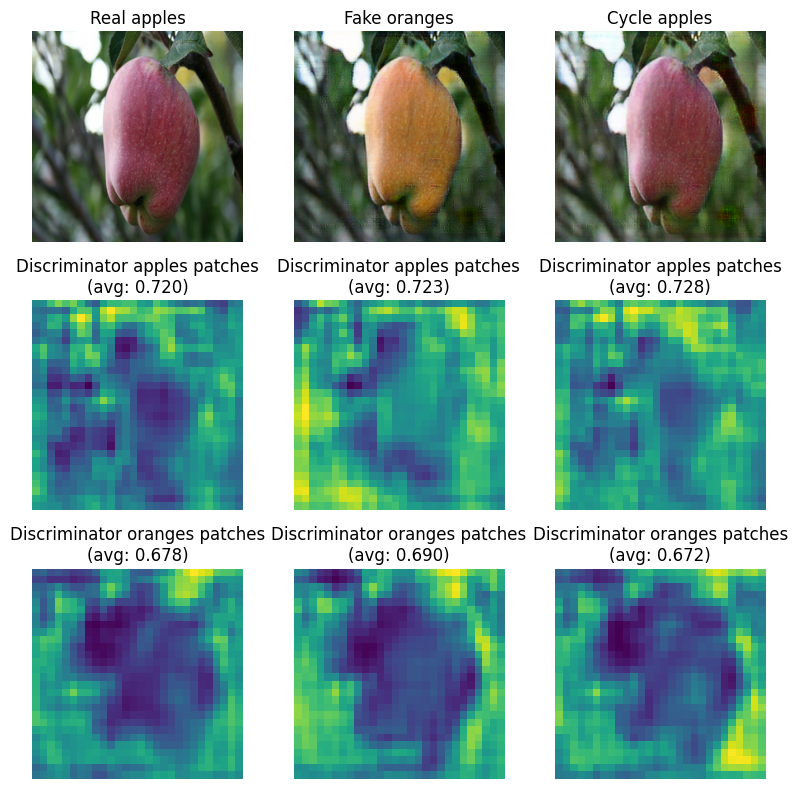 Real apples
Fake oranges
Cycle apples
Discriminator apples patches
(avg: 0.720)
Discriminator apples patches
(avg: 0.723)
Discriminator apples patches
(avg: 0.728)
Discriminator oranges patches
(avg: 0.678)
Discriminator oranges patches
(avg: 0.690)
Discriminator oranges patches
(avg: 0.672)